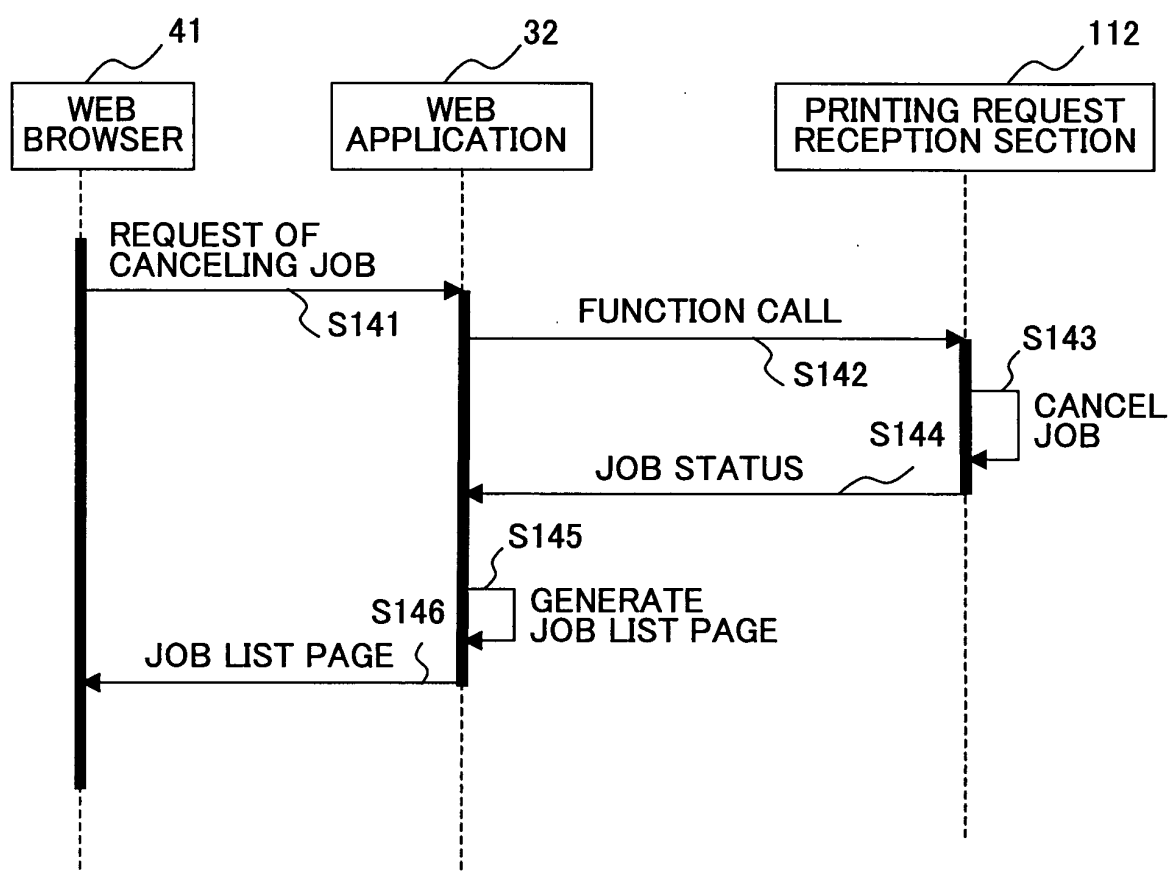 41
32
112
WEB
BROWSER
WEB
APPLICATION
PRINTING REQUEST
RECEPTION SECTION
REQUEST OF
CANCELING JOB
S141
FUNCTION CALL
S142
S143
CANCEL
JOB
S144
JOB STATUS
S145
GENERATE
JOB LIST PAGE
S146
JOB LIST PAGE